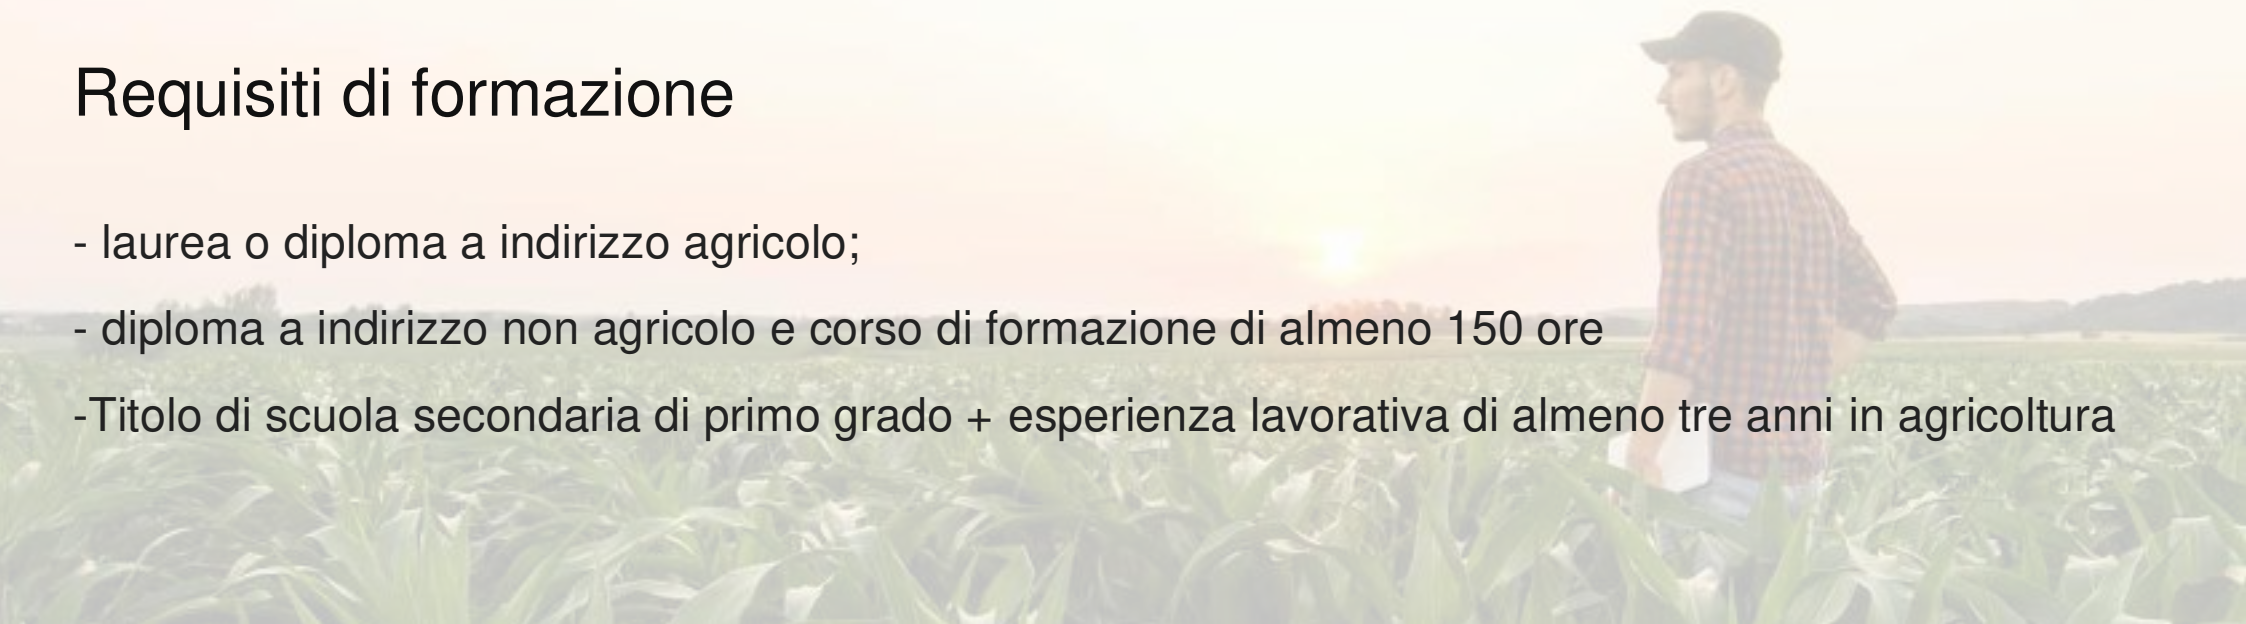 Requisiti di formazione
- laurea o diploma a indirizzo agricolo;
- diploma a indirizzo non agricolo e corso di formazione di almeno 150 ore
-Titolo di scuola secondaria di primo grado + esperienza lavorativa di almeno tre anni in agricoltura